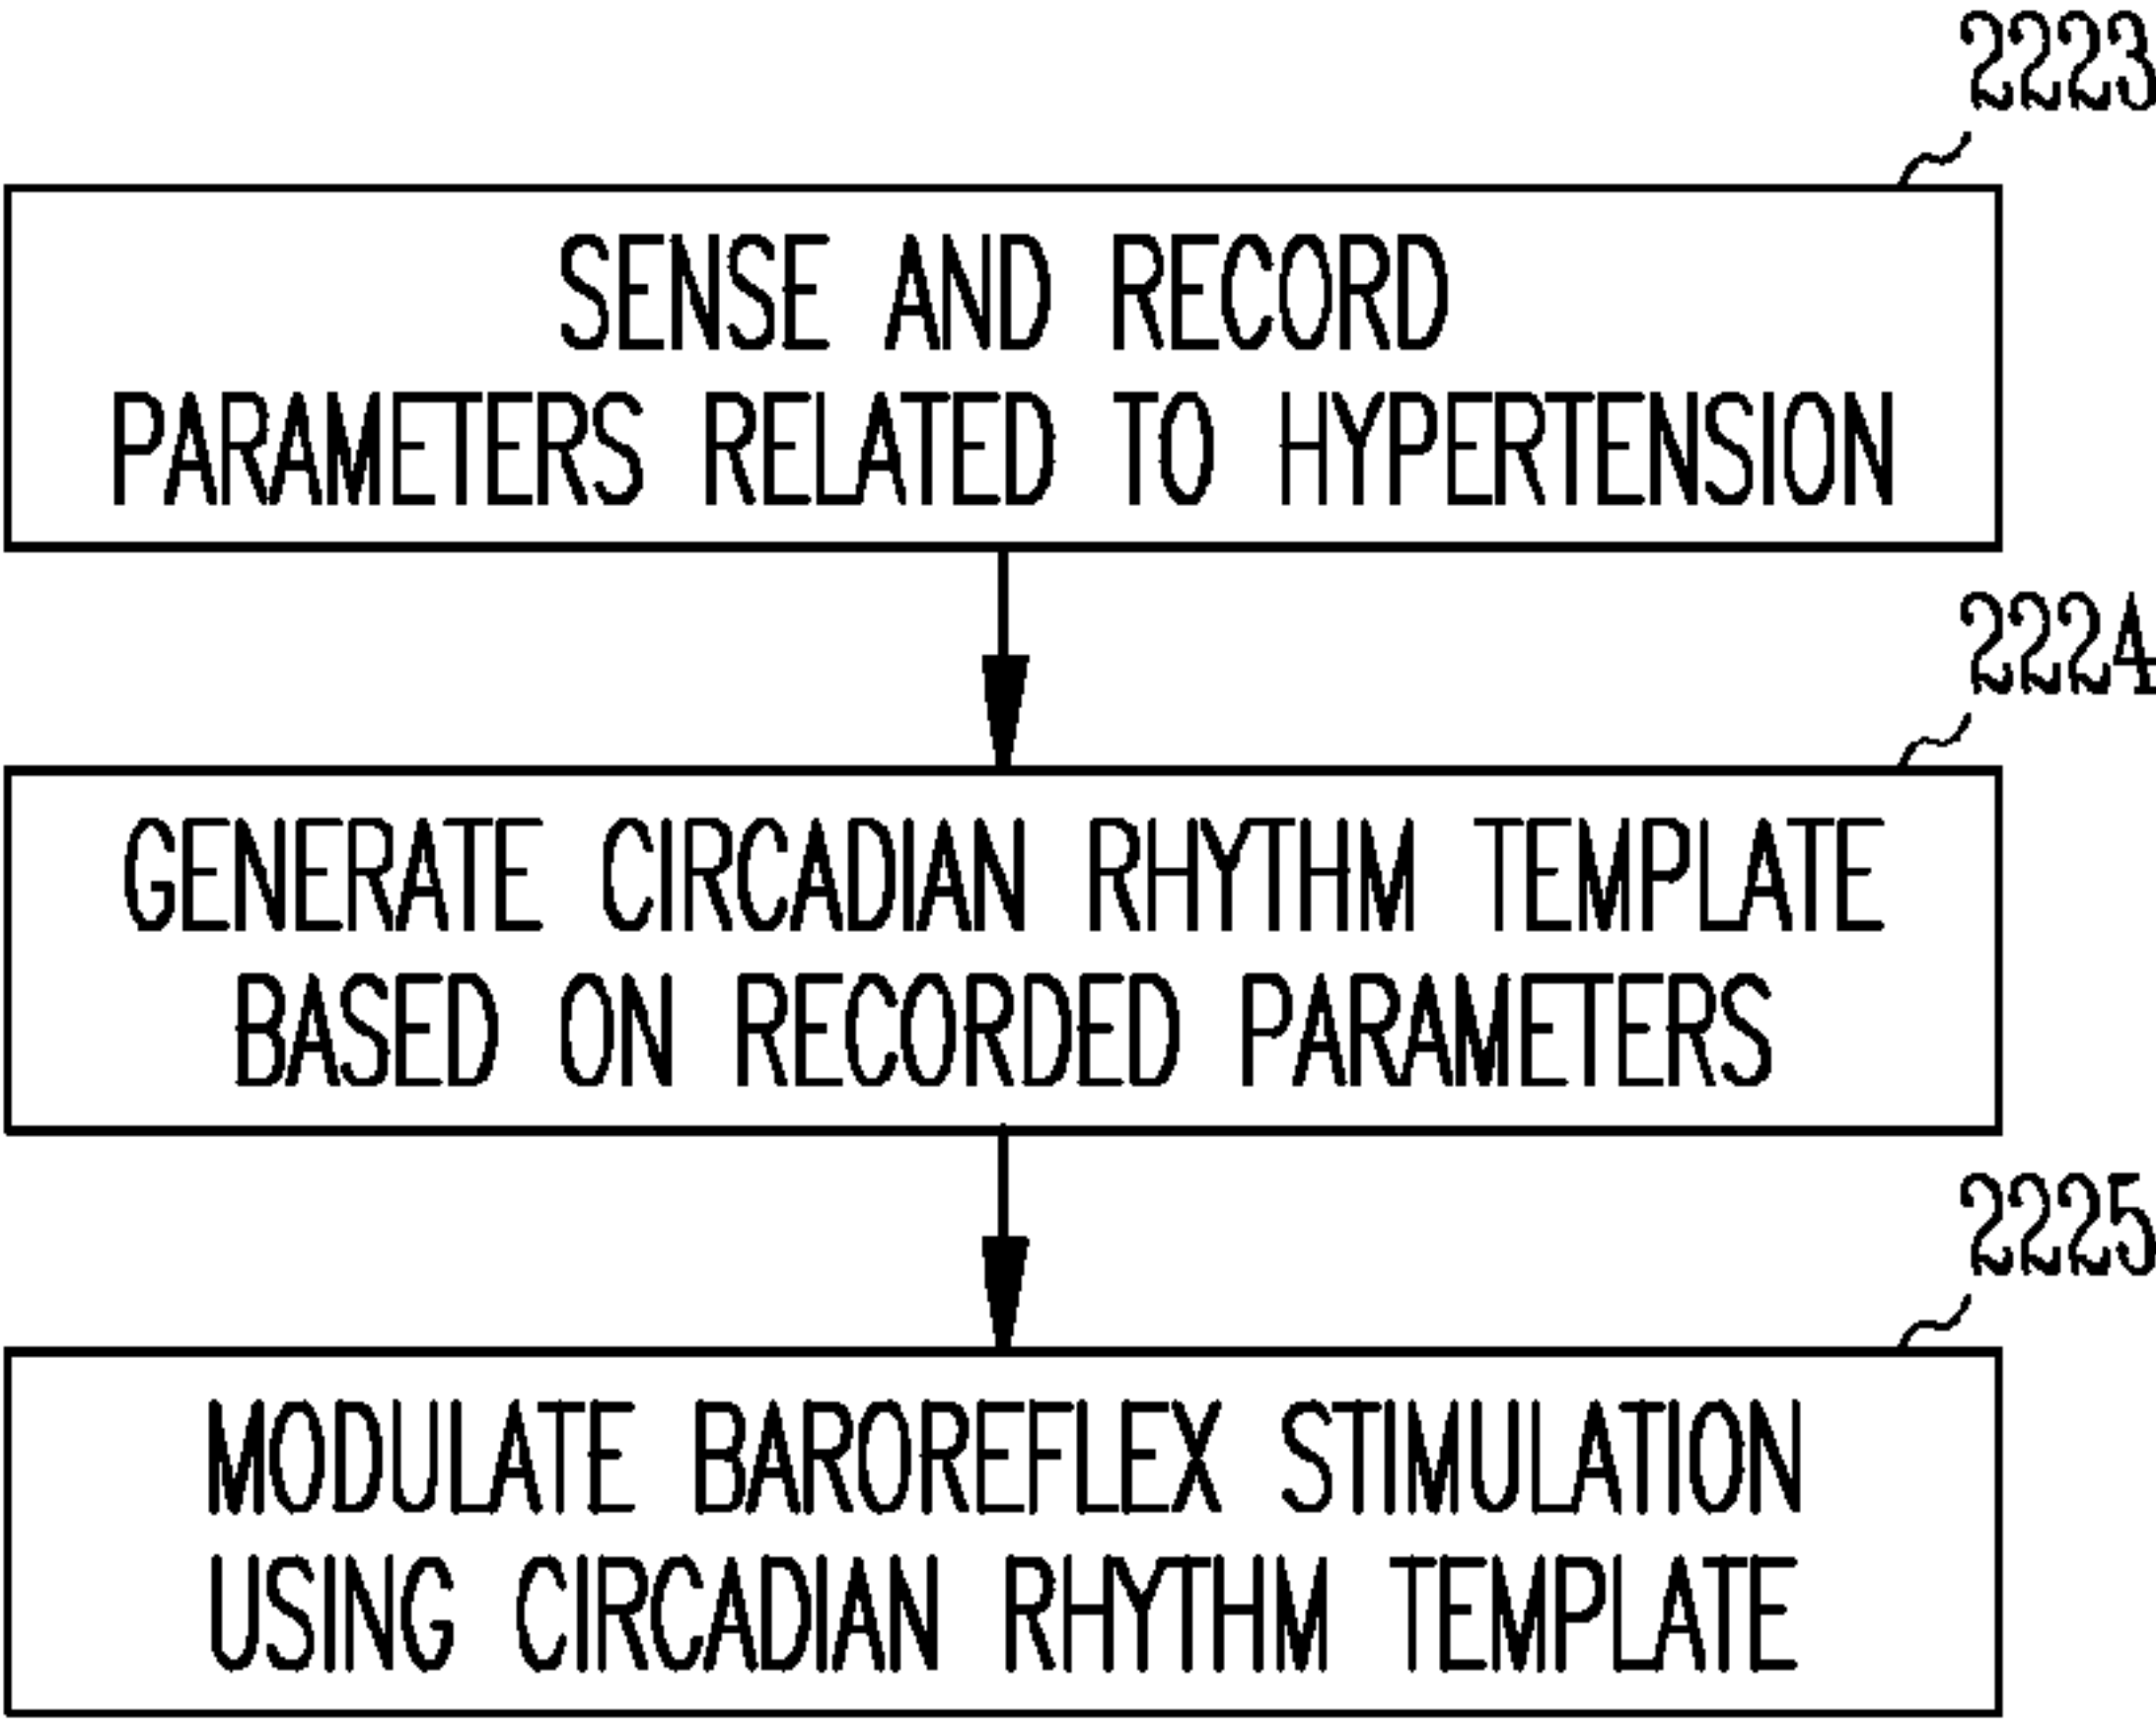 2223
SENSE AND RECORD
PARAMETERS RELATED TO HYPERTENSION
2224
GENERATE CIRCADIAN RHYTHM TEMPLATE
BASED ON RECORDED PARAMETERS
2225
MODULATE BAROREFLEX STIMULATION
USING CIRCADIAN RHYTHM TEMPLATE